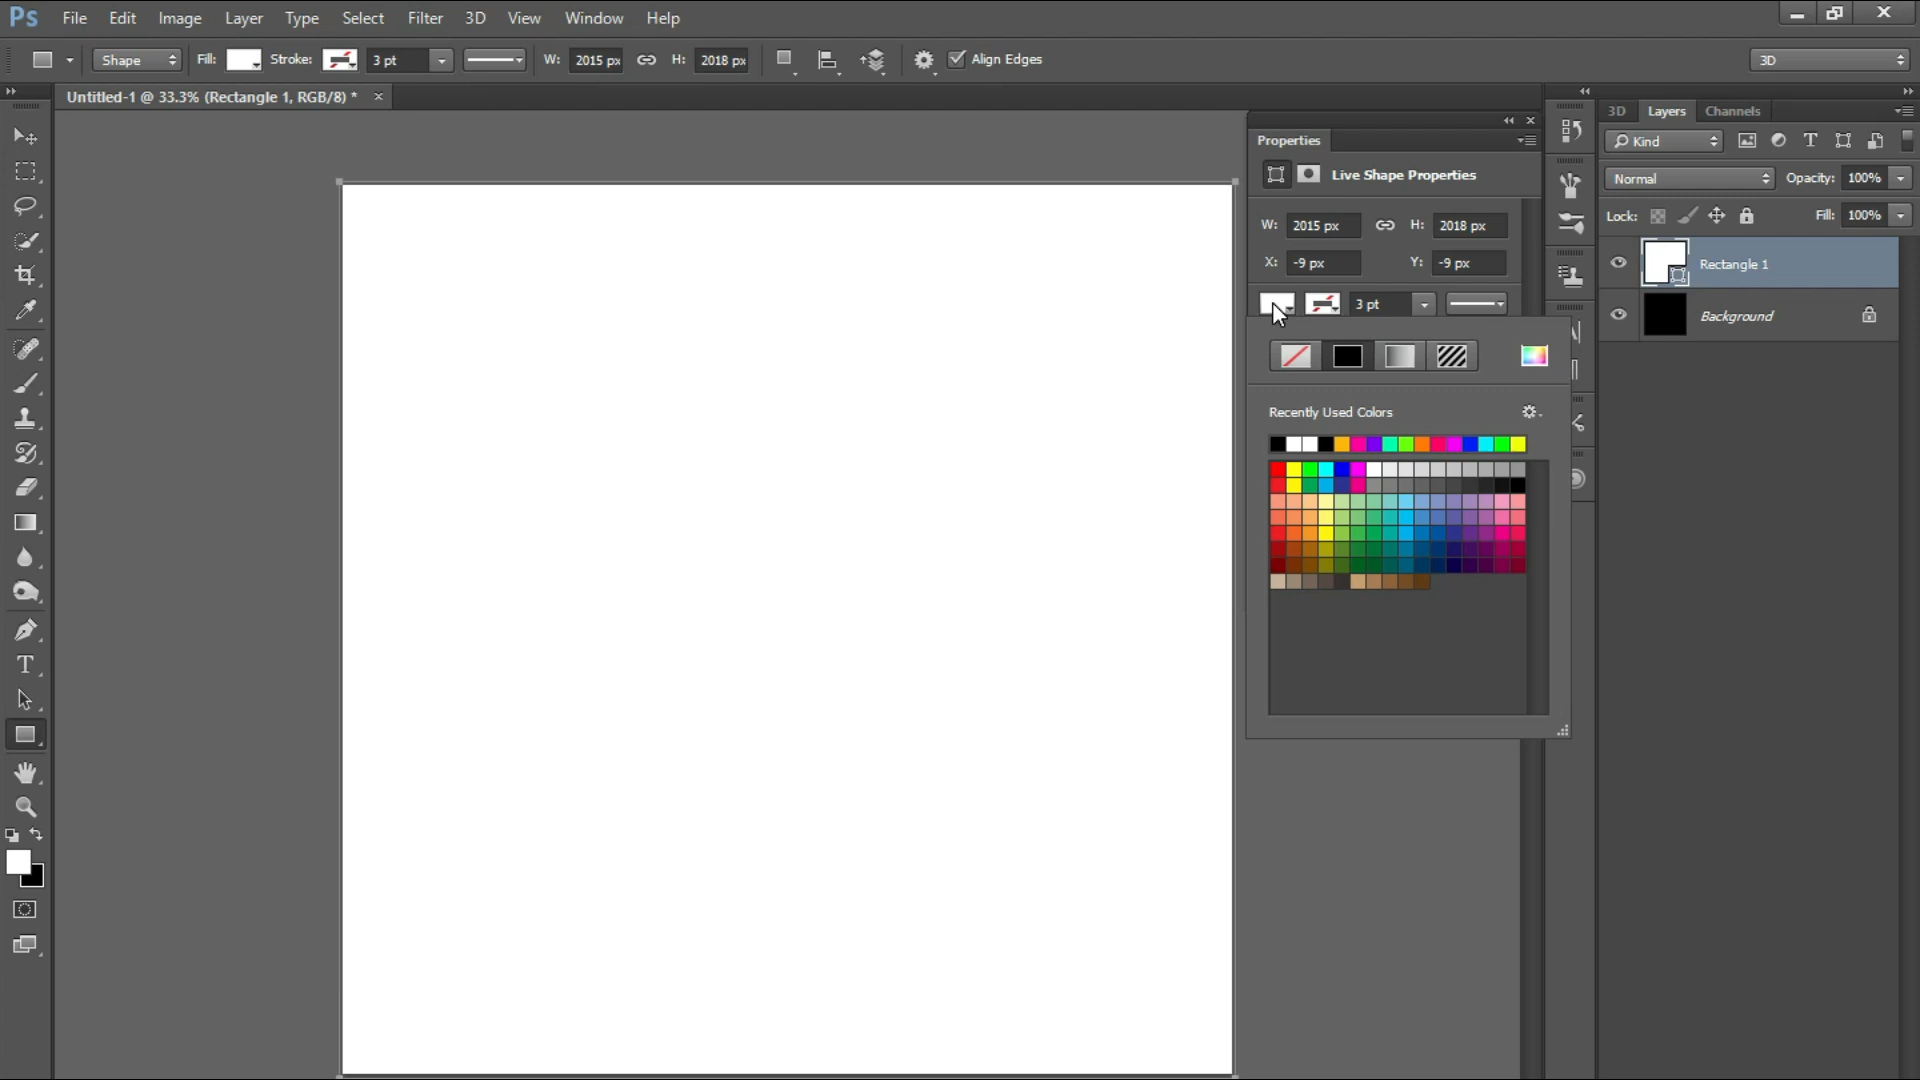 Ps File Edit Image Layer Type Select Filter 3D View Window Help
Shape Fill: Stroke: 3 pt W: 2015 px H: 2018 px Align Edges 3D
Untitled-1 @ 33.3% (Rectangle 1, RGB/8) *
Properties
Live Shape Properties
W: 2015 px H: 2018 px
X: -9 px Y: -9 px
3 pt
Recently Used Colors
3D Layers Channels
Kind
Normal Opacity: 100%
Lock: Fill: 100%
Rectangle 1
Background